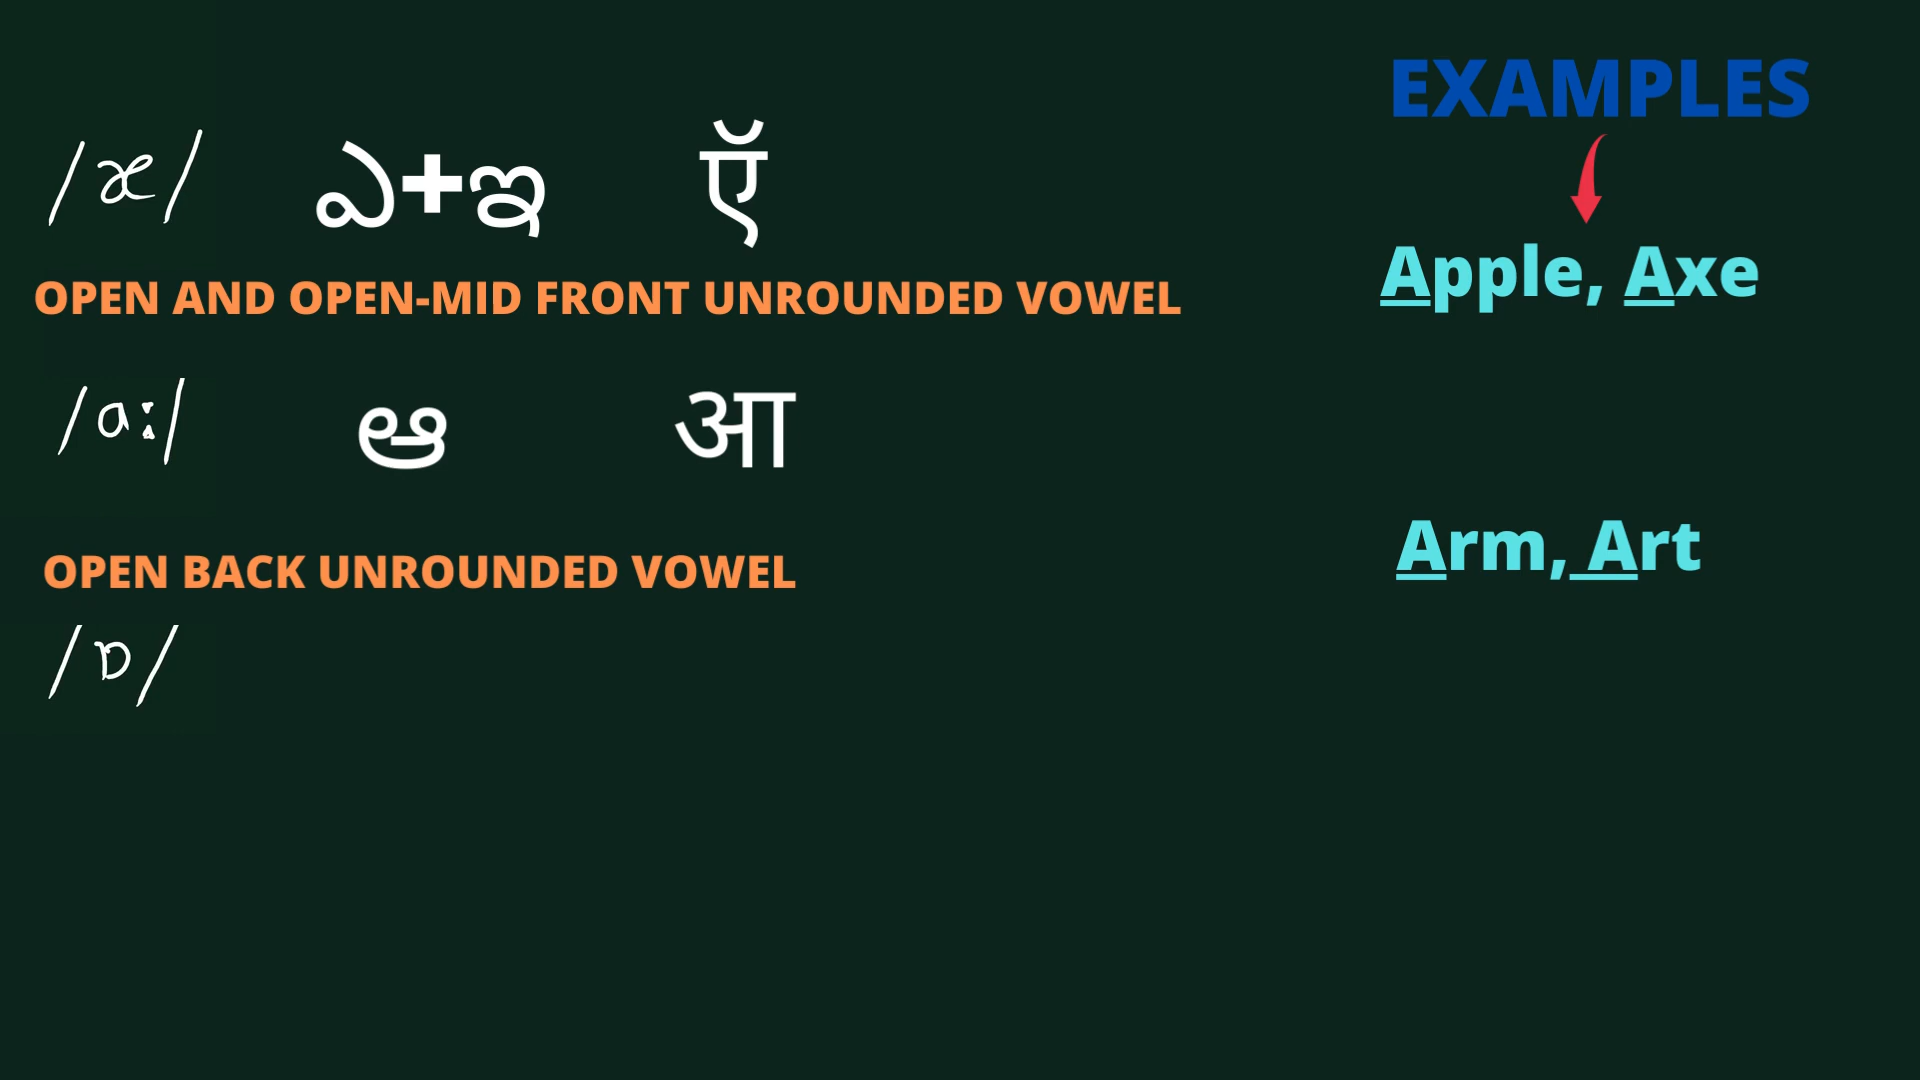 EXAMPLES
/æ/ ఎ+ఇ ऍ
Apple, Axe
OPEN AND OPEN-MID FRONT UNROUNDED VOWEL
/ɑ:/ ఆ आ
Arm, Art
OPEN BACK UNROUNDED VOWEL
/ɒ/